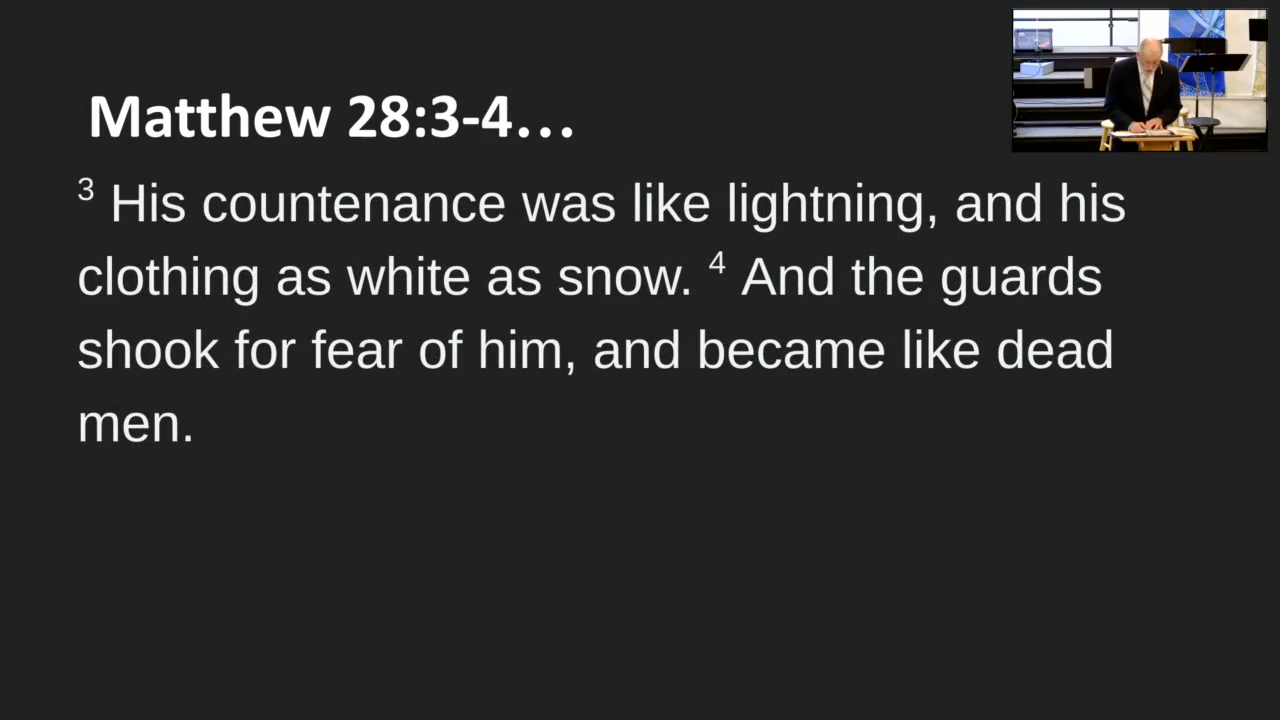 Matthew 28:3-4…
3 His countenance was like lightning, and his
clothing as white as snow. 4 And the guards
shook for fear of him, and became like dead
men.